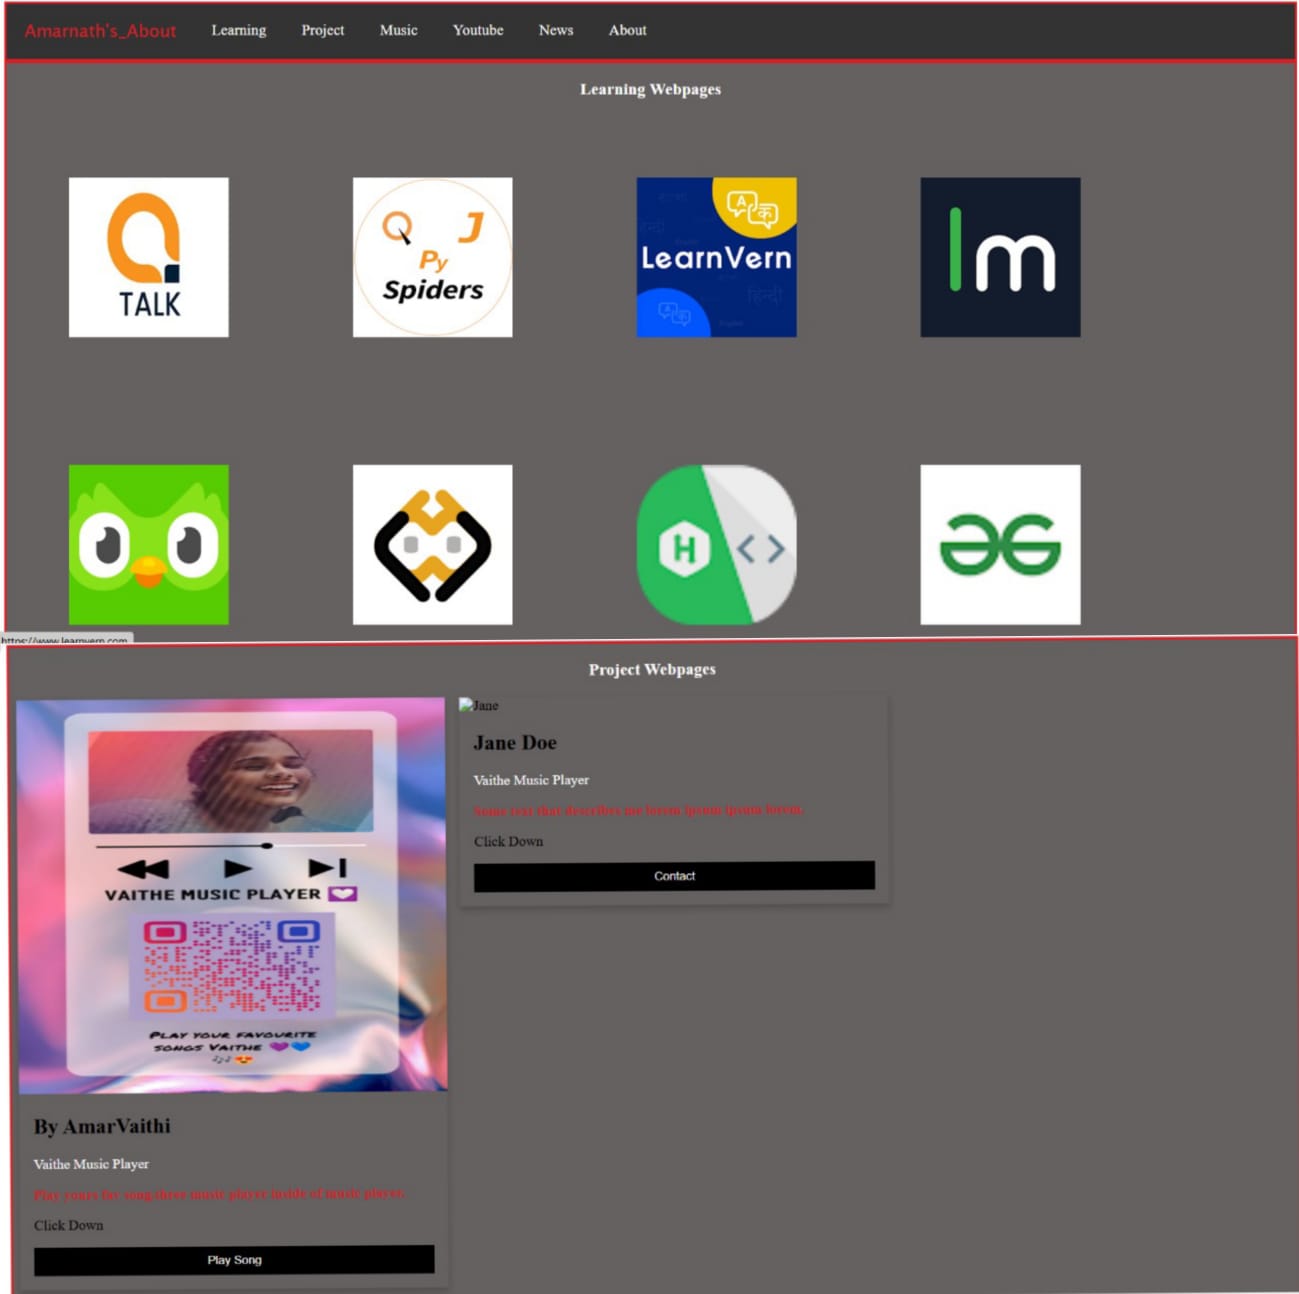 Amarnath's_About Learning Project Music Youtube News About
Learning Webpages
TALK
Q J
Py
Spiders
A क
LearnVern
हिन्दी
lm
H < >
https://www.learnvern.com
Project Webpages
VAITHE MUSIC PLAYER
PLAY YOUR FAVOURITE
SONGS VAITHE
By AmarVaithi
Vaithe Music Player
Play yours fav song.three music player inside of music player.
Click Down
Play Song
Jane
Jane Doe
Vaithe Music Player
Some text that describes me lorem ipsum ipsum lorem.
Click Down
Contact